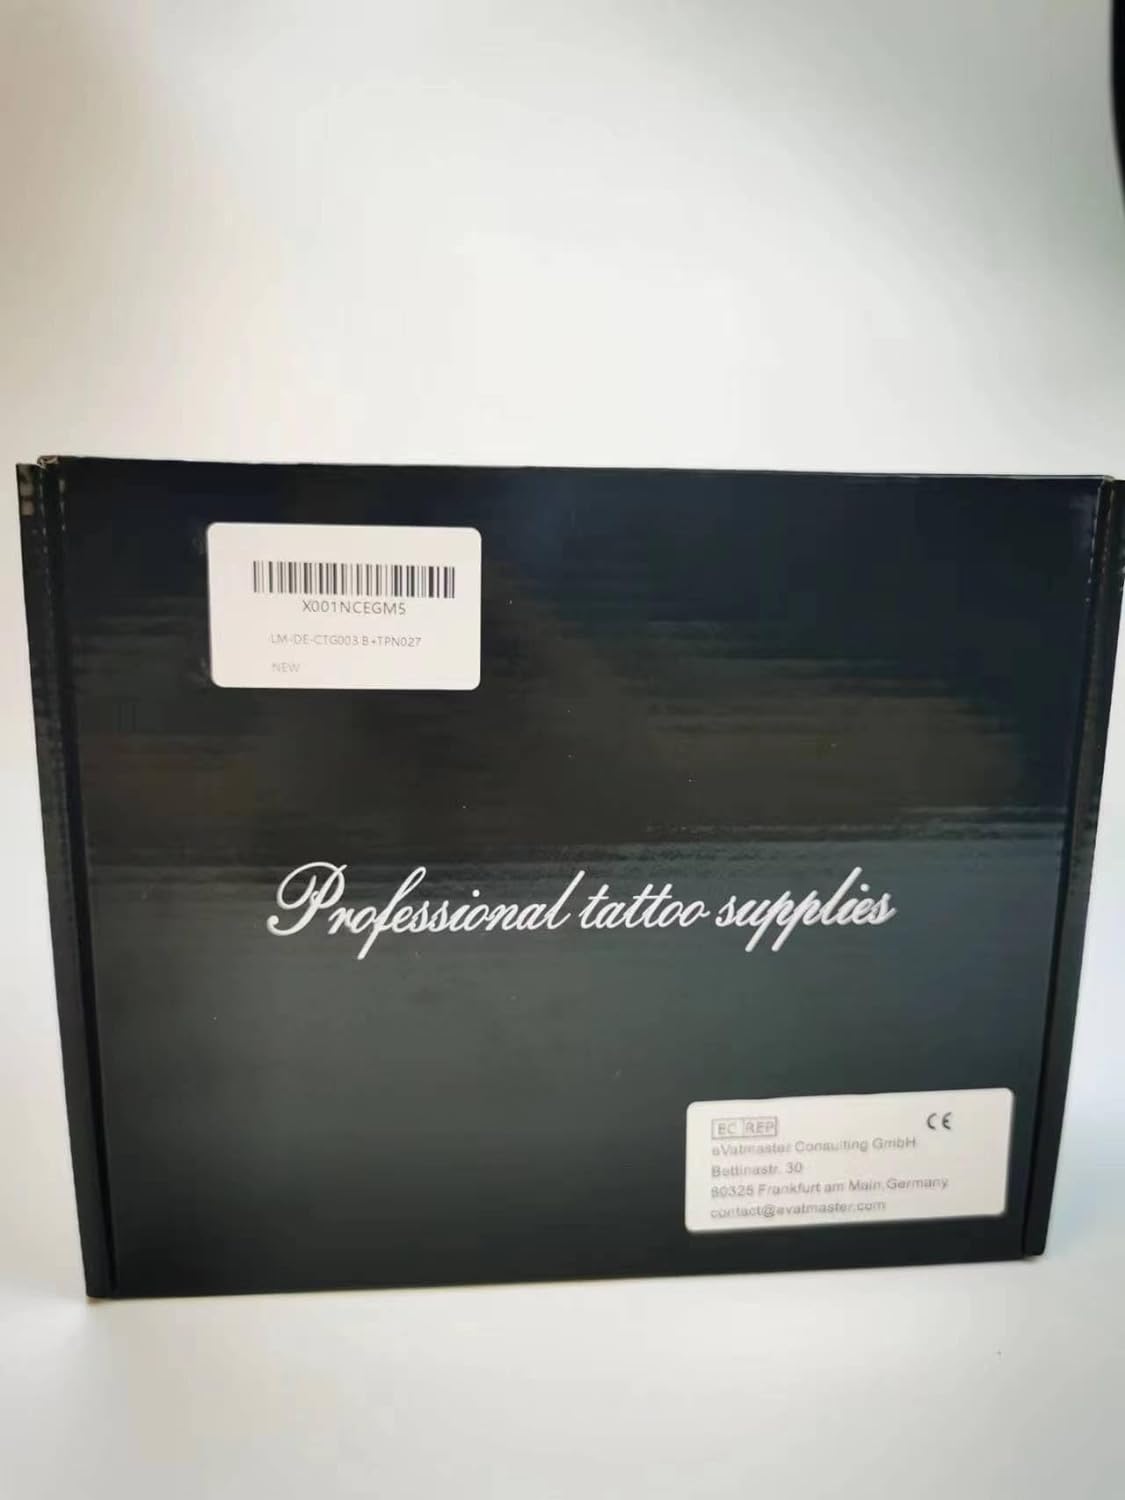 X001NCEGM5
LM-DE-CTG003.B+TPN027
NEW
Professional tattoo supplies
EC REP
CE
eVatmaster Consulting GmbH
Bettinastr. 30
60325 Frankfurt am Main, Germany
contact@evatmaster.com